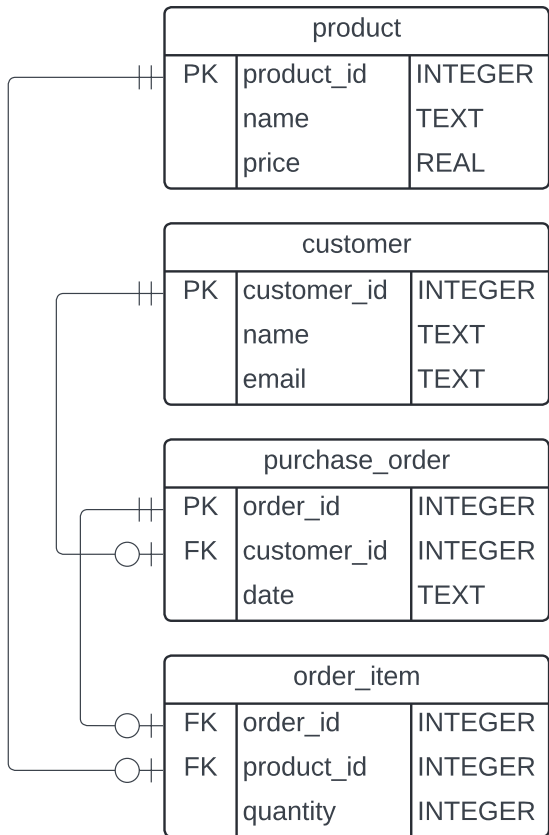 product
PK product_id INTEGER
name TEXT
price REAL
customer
PK customer_id INTEGER
name TEXT
email TEXT
purchase_order
PK order_id INTEGER
FK customer_id INTEGER
date TEXT
order_item
FK order_id INTEGER
FK product_id INTEGER
quantity INTEGER